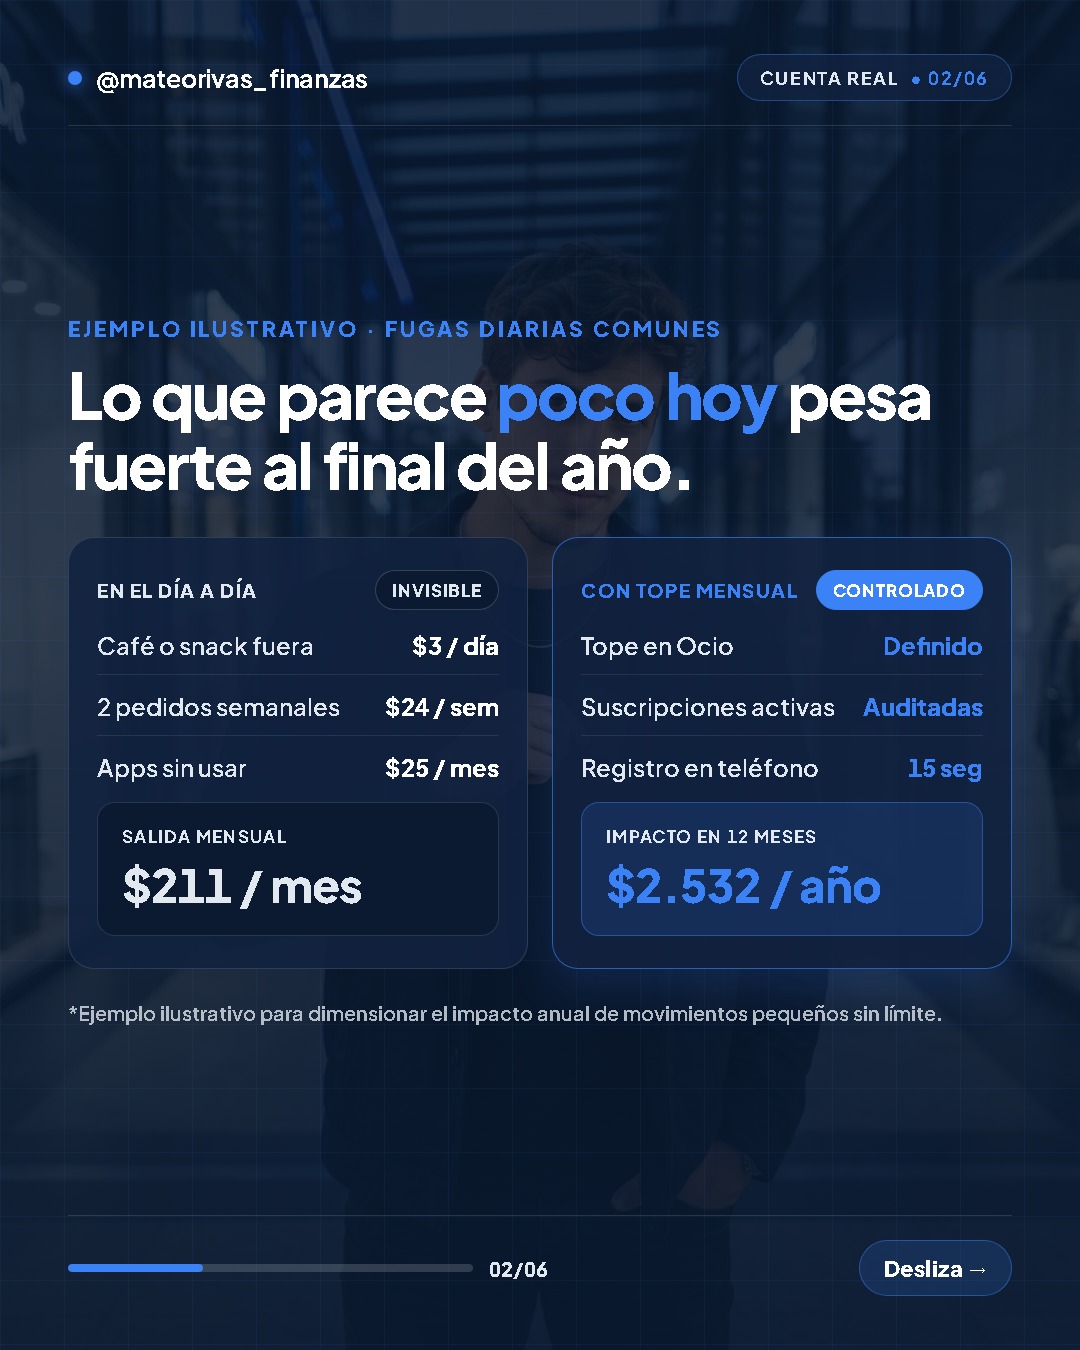 @mateorivas_finanzas
CUENTA REAL • 02/06
EJEMPLO ILUSTRATIVO · FUGAS DIARIAS COMUNES
Lo que parece poco hoy pesa
fuerte al final del año.
EN EL DÍA A DÍA INVISIBLE
Café o snack fuera $3 / día
2 pedidos semanales $24 / sem
Apps sin usar $25 / mes
SALIDA MENSUAL
$211 / mes
CON TOPE MENSUAL CONTROLADO
Tope en Ocio Definido
Suscripciones activas Auditadas
Registro en teléfono 15 seg
IMPACTO EN 12 MESES
$2.532 / año
*Ejemplo ilustrativo para dimensionar el impacto anual de movimientos pequeños sin límite.
02/06
Desliza →